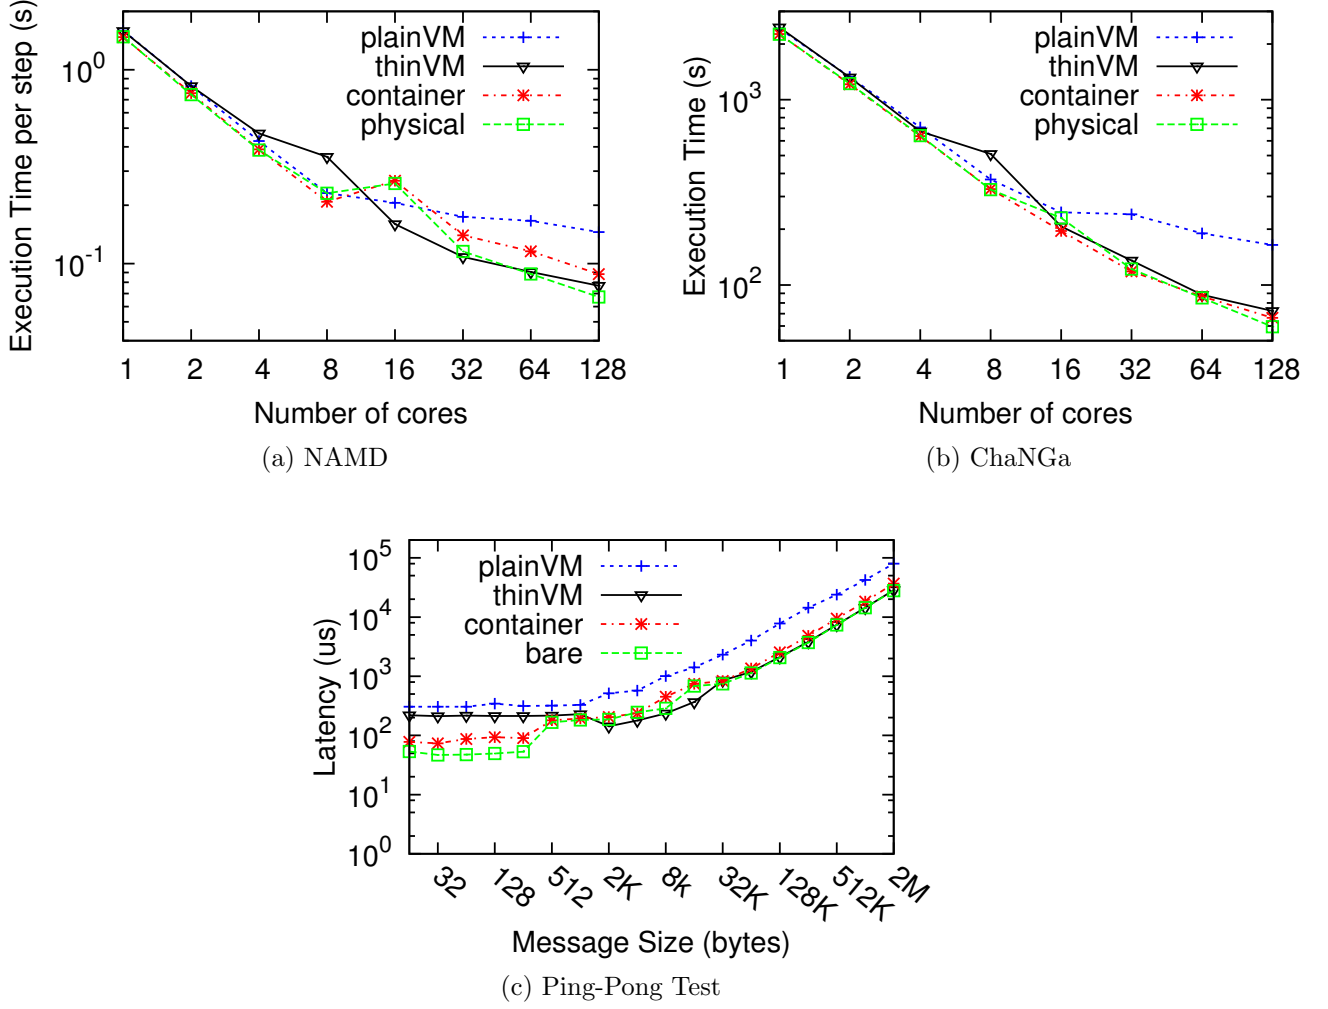 Execution Time per step (s)
10^0
10^-1
plainVM
thinVM
container
physical
1 2 4 8 16 32 64 128
Number of cores
(a) NAMD
Execution Time (s)
10^3
10^2
plainVM
thinVM
container
physical
1 2 4 8 16 32 64 128
Number of cores
(b) ChaNGa
Latency (us)
10^5
10^4
10^3
10^2
10^1
10^0
plainVM
thinVM
container
bare
32 128 512 2K 8k 32K 128K 512K 2M
Message Size (bytes)
(c) Ping-Pong Test